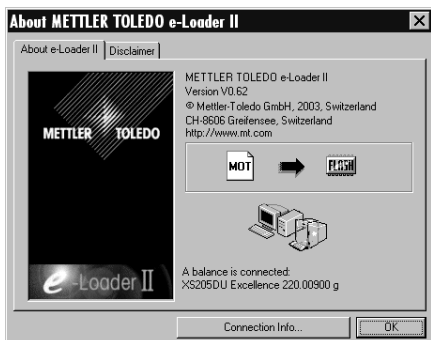 About METTLER TOLEDO e-Loader II
About e-Loader II
Disclaimer
METTLER TOLEDO
e-Loader II
METTLER TOLEDO e-Loader II
Version V0.62
© Mettler-Toledo GmbH, 2003, Switzerland
CH-8606 Greifensee, Switzerland
http://www.mt.com
MOT
FLASH
A balance is connected:
XS205DU Excellence 220.00900 g
Connection Info...
OK